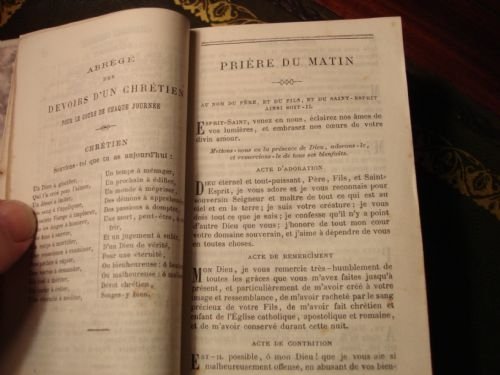 ABRÉGÉ
DES
DEVOIRS D'UN CHRÉTIEN
POUR LE COURS DE CHAQUE JOURNÉE
CHRÉTIEN
Souviens-toi que tu as aujourd'hui:
Un Dieu à glorifier,
à imiter,
à implorer,
à honorer,
à sauver,
à mortifier,
à expier,
à acquérir,
à éviter,
à méditer,
Un temps à ménager,
Un prochain à édifier,
Un monde à mépriser,
Des démons à appréhender,
Des passions à dompter,
Une mort, peut-être, à souf-
frir,
Et un jugement à subir
D'un Dieu de vérité,
Pour une éternité,
Ou bienheureuse: ô
Ou malheureuse: ô
Dévot chrétien,
Songes-y bien.
PRIÈRE DU MATIN
AU NOM DU PÈRE, ET DU FILS, ET DU SAINT-ESPRIT
AINSI SOIT-IL
ESPRIT-SAINT, venez en nous, éclairez nos âmes de
vos lumières, et embrasez nos cœurs de votre
divin amour.
Mettons-nous en la présence de Dieu, adorons-le,
et remercions-le de tous ses bienfaits.
ACTE D'ADORATION
DIEU éternel et tout-puissant, Père, Fils, et Saint-
Esprit, je vous adore et je vous reconnais pour
souverain Seigneur et maître de tout ce qui est au
ciel et en la terre; je suis votre créature; je vous
dois tout ce que je sais; je confesse qu'il n'y a point
d'autre Dieu que vous; j'honore de tout mon cœur
votre domaine souverain, et j'aime à dépendre de vous
en toutes choses.
ACTE DE REMERCÎMENT
MON Dieu, je vous remercie très-humblement de
toutes les grâces que vous m'avez faites jusqu'à
présent, et particulièrement de m'avoir créé à votre
image et ressemblance, de m'avoir racheté par le sang
précieux de votre Fils, de m'avoir fait chrétien et
enfant de l'Église catholique, apostolique et romaine,
et de m'avoir conservé durant cette nuit.
ACTE DE CONTRITION
EST-IL possible, ô mon Dieu! que je vous aie si
malheureusement offensé, en abusant de vos bien-